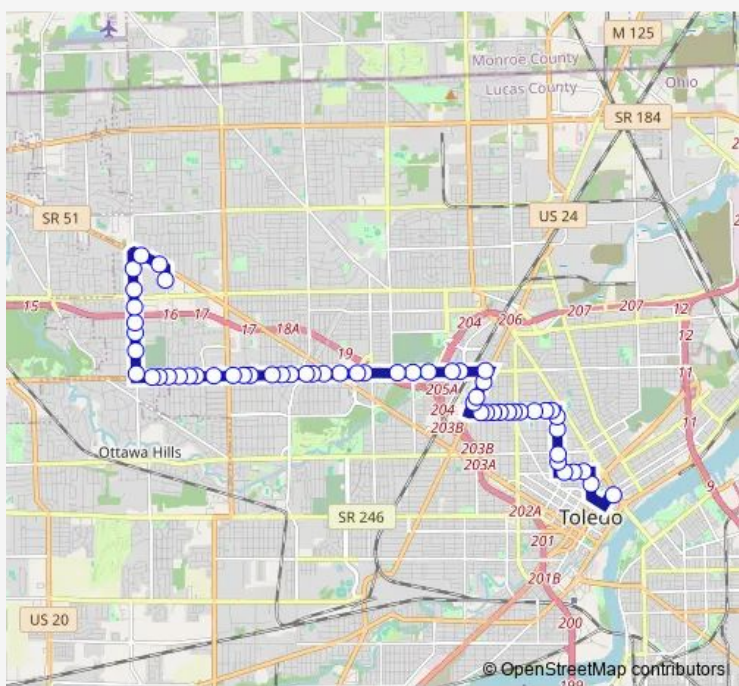 M 125
Monroe County
Lucas County
Ohio
SR 184
SR 51
US 24
15
16
17
17
18A
19
204
206
207
207
12
12
205A
204
203B
11
11
Ottawa Hills
203B
203A
9
SR 246
202A
Toledo
201
201B
US 20
200
199
© OpenStreetMap contributors